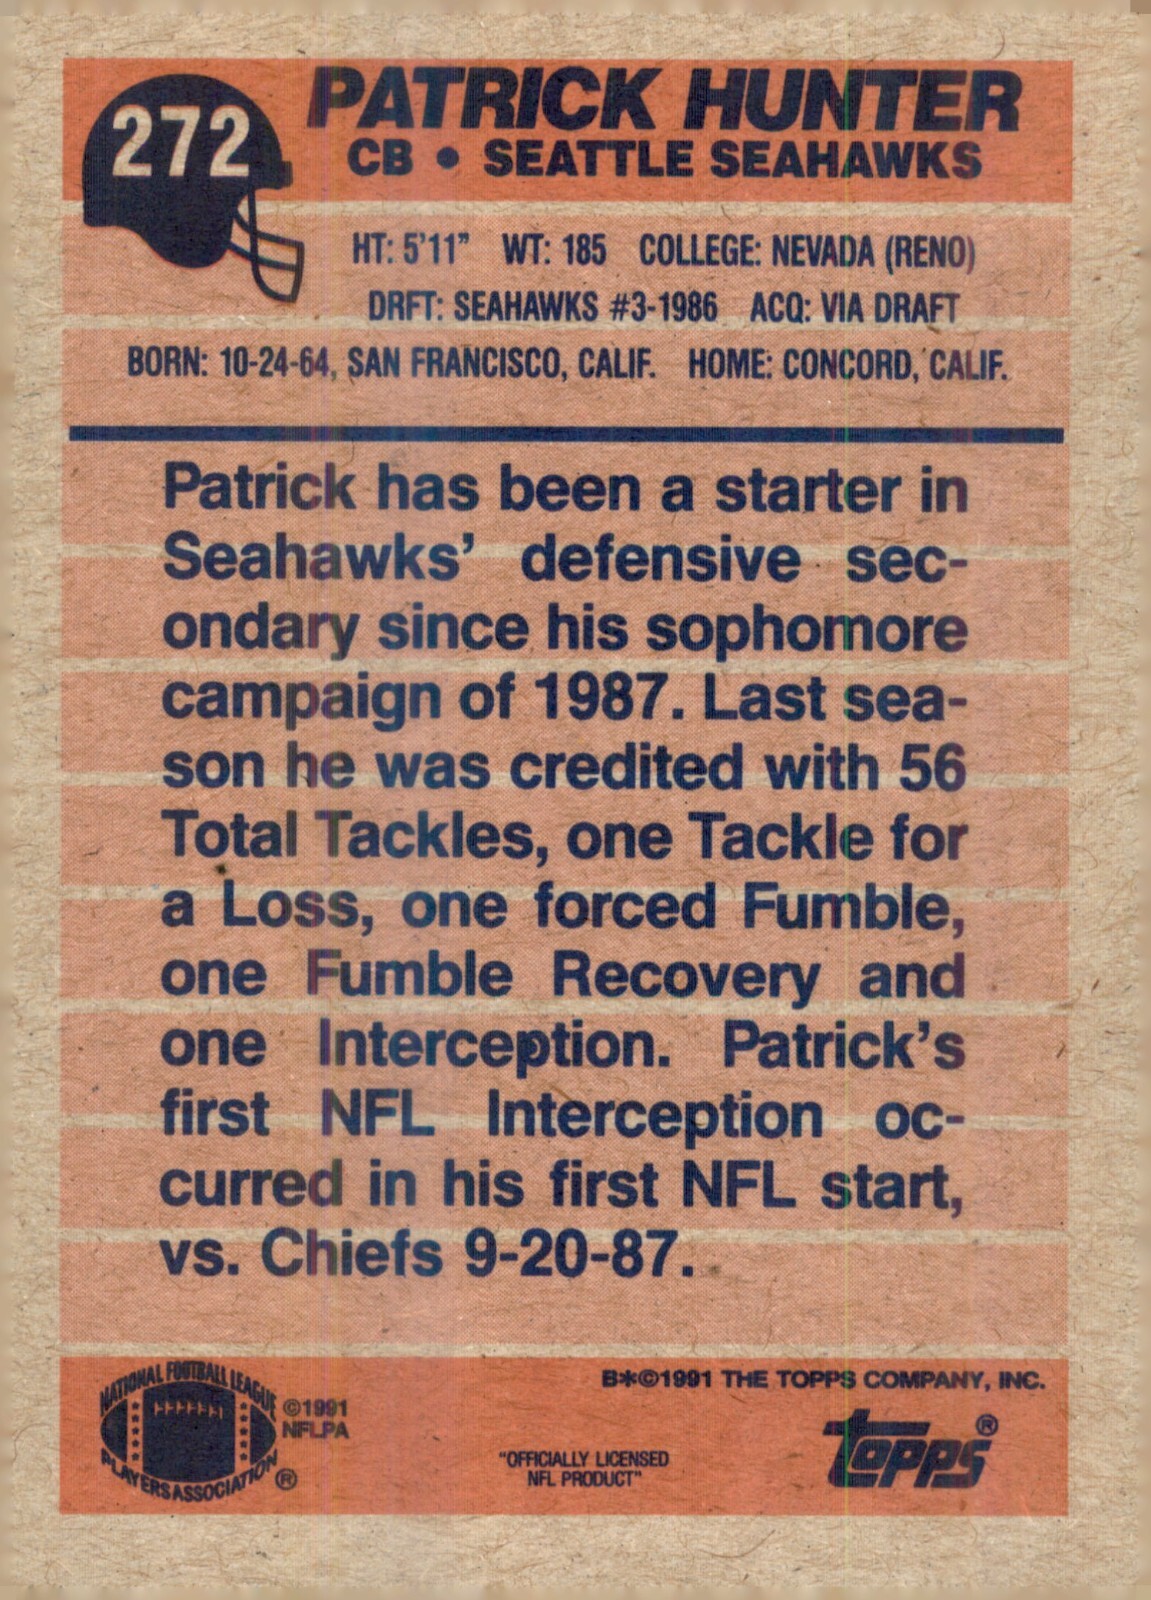 272
PATRICK HUNTER
CB • SEATTLE SEAHAWKS
HT: 5'11" WT: 185 COLLEGE: NEVADA (RENO)
DRFT: SEAHAWKS #3-1986 ACQ: VIA DRAFT
BORN: 10-24-64, SAN FRANCISCO, CALIF. HOME: CONCORD, CALIF.
Patrick has been a starter in
Seahawks' defensive sec-
ondary since his sophomore
campaign of 1987. Last sea-
son he was credited with 56
Total Tackles, one Tackle for
a Loss, one forced Fumble,
one Fumble Recovery and
one Interception. Patrick's
first NFL Interception oc-
curred in his first NFL start,
vs. Chiefs 9-20-87.
NATIONAL FOOTBALL LEAGUE
PLAYERS ASSOCIATION ®
©1991
NFLPA
"OFFICIALLY LICENSED
NFL PRODUCT"
B*©1991 THE TOPPS COMPANY, INC.
topps®